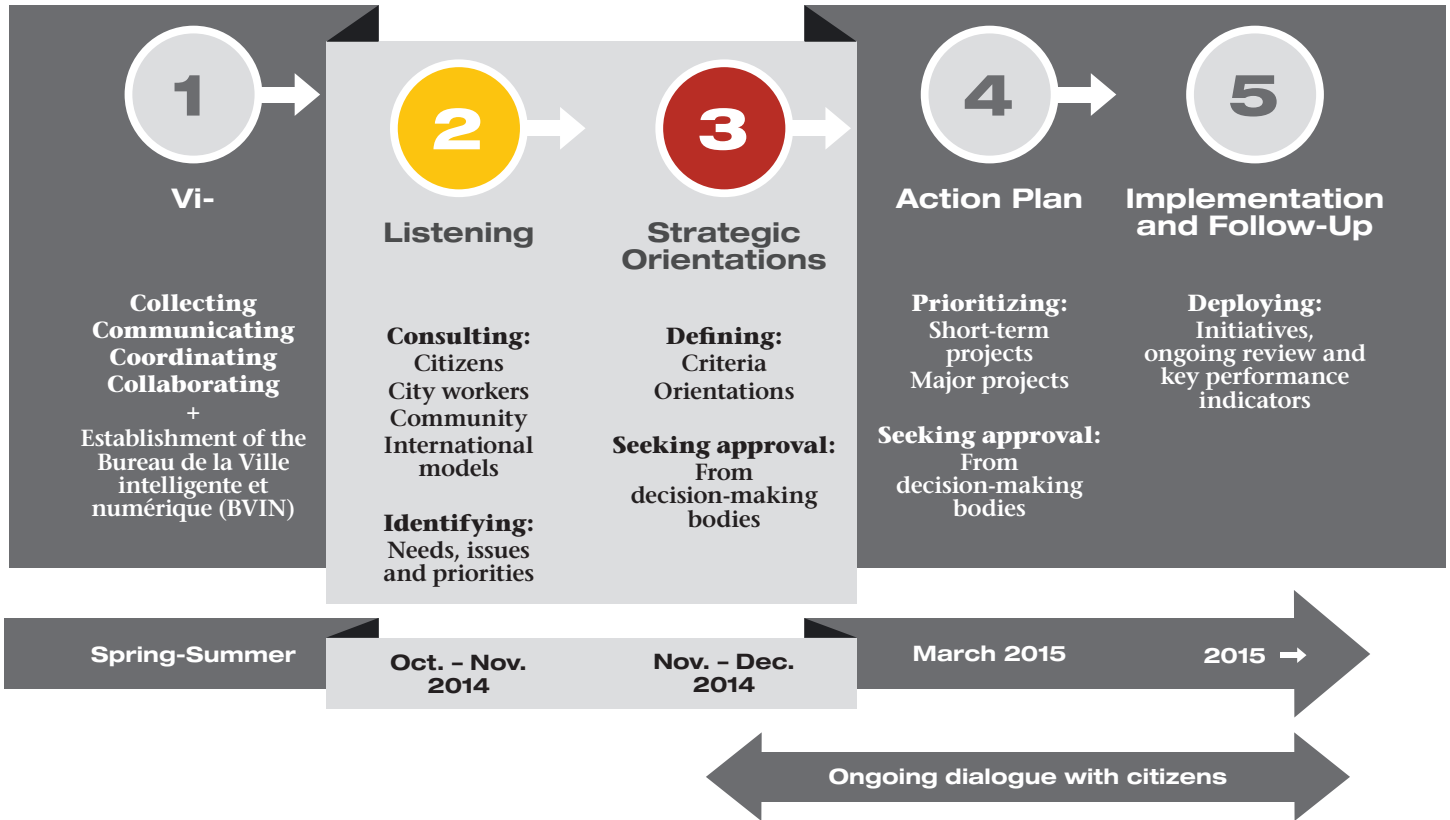 1
Vi-
Collecting
Communicating
Coordinating
Collaborating
+
Establishment of the
Bureau de la Ville
intelligente et
numérique (BVIN)
2
Listening
Consulting:
Citizens
City workers
Community
International
models
Identifying:
Needs, issues
and priorities
3
Strategic
Orientations
Defining:
Criteria
Orientations
Seeking approval:
From
decision-making
bodies
4
Action Plan
Prioritizing:
Short-term
projects
Major projects
Seeking approval:
From
decision-making
bodies
5
Implementation
and Follow-Up
Deploying:
Initiatives,
ongoing review and
key performance
indicators
Spring-Summer
Oct. – Nov.
2014
Nov. – Dec.
2014
March 2015
2015
Ongoing dialogue with citizens